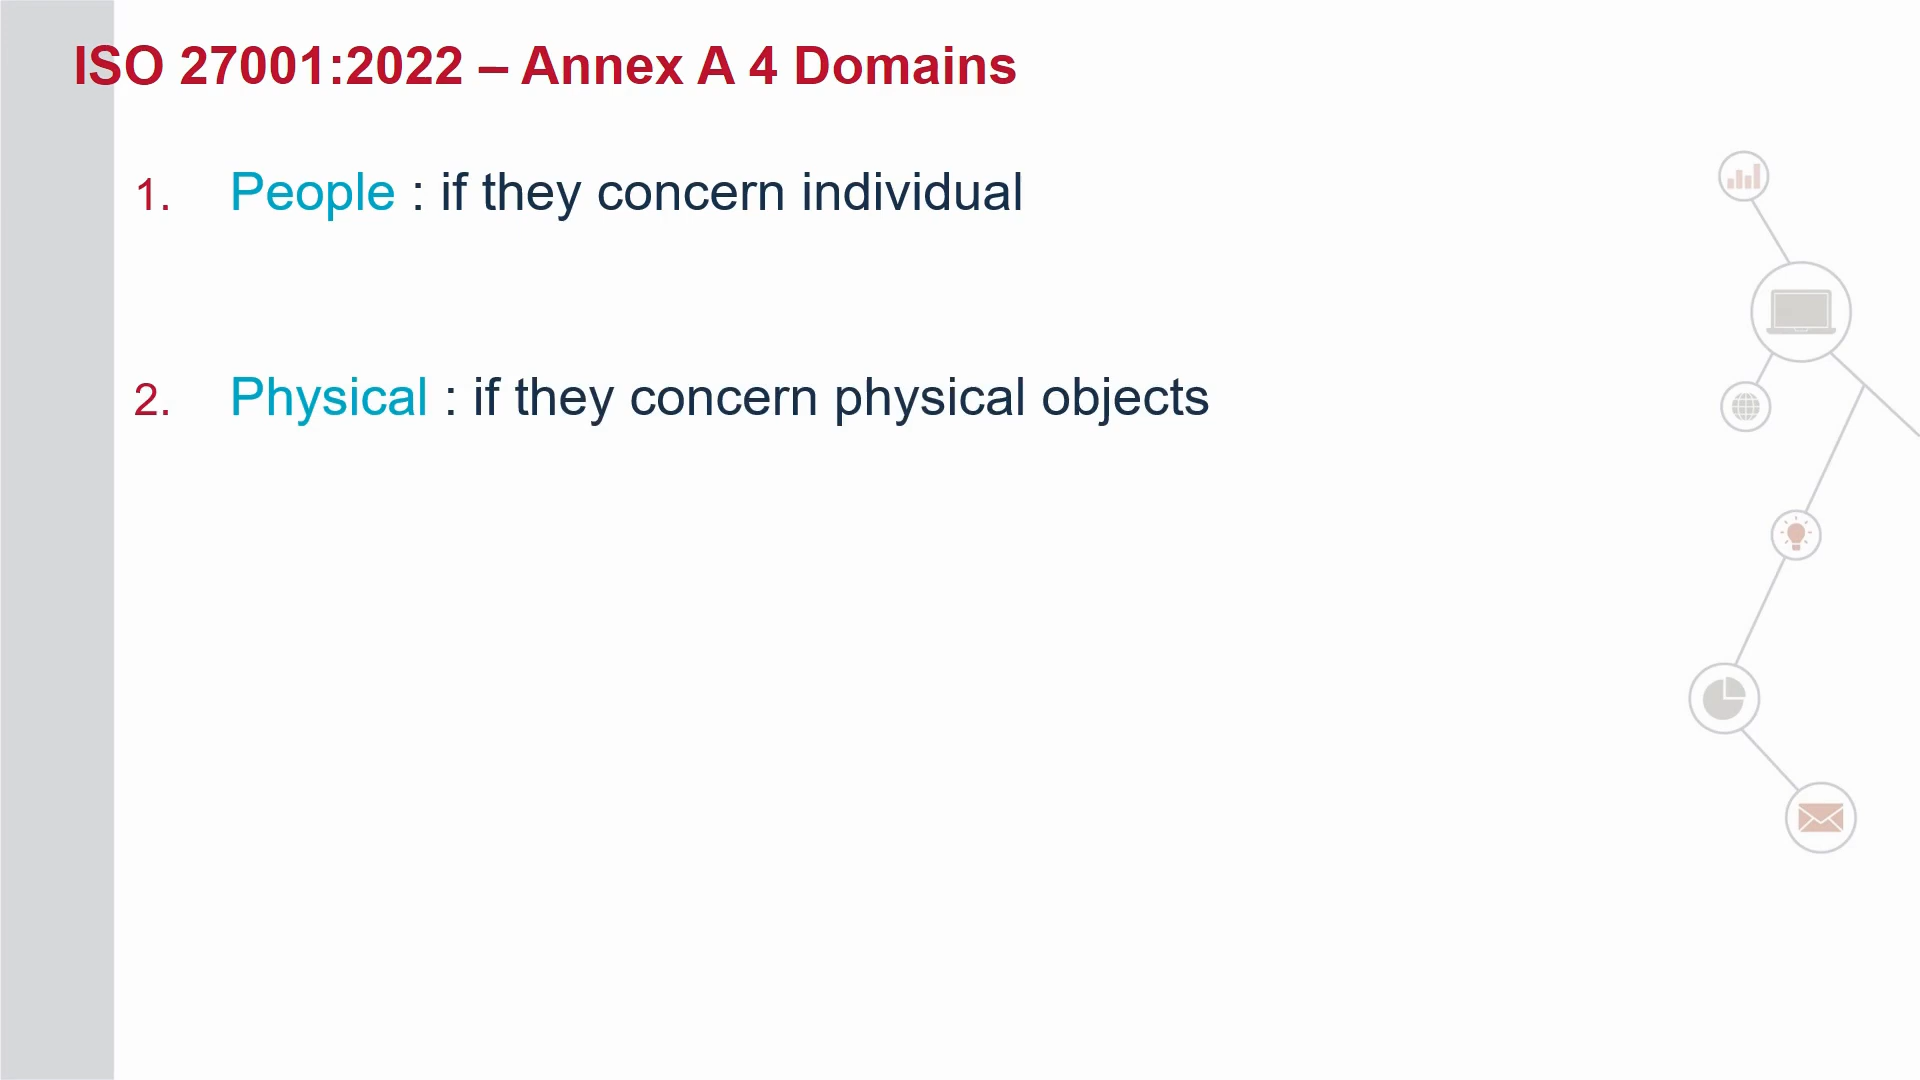 ISO 27001:2022 – Annex A 4 Domains
1. People : if they concern individual
2. Physical : if they concern physical objects